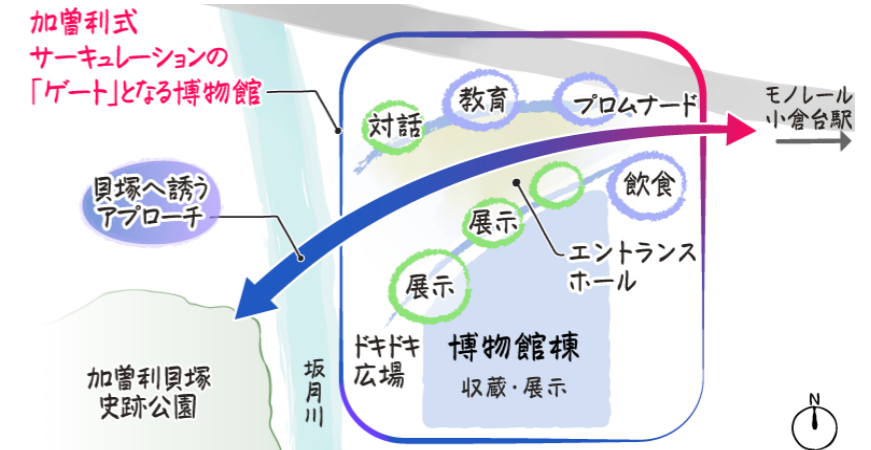 加曽利式
サーキュレーションの
「ゲート」となる博物館
対話
教育
プロムナード
モノレール
小倉台駅
貝塚へ誘う
アプローチ
飲食
展示
エントランス
ホール
展示
ドキドキ
広場
博物館棟
収蔵・展示
加曽利貝塚
史跡公園
坂月川
N